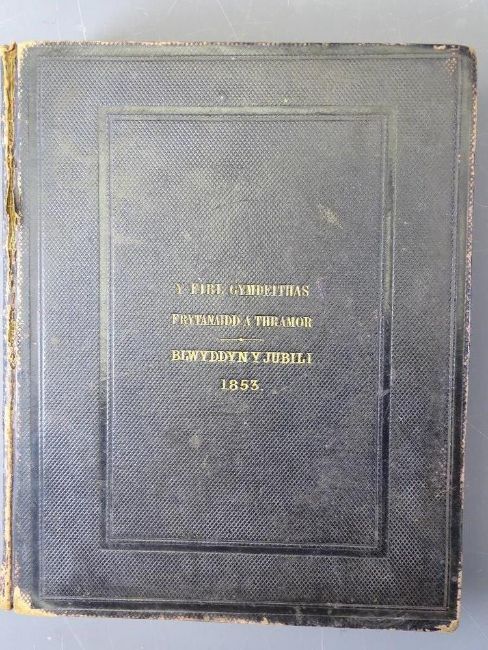 Y FIBL GYMDEITHAS
FRYTANAIDD A THRAMOR
BLWYDDYN Y JUBILI
1853.